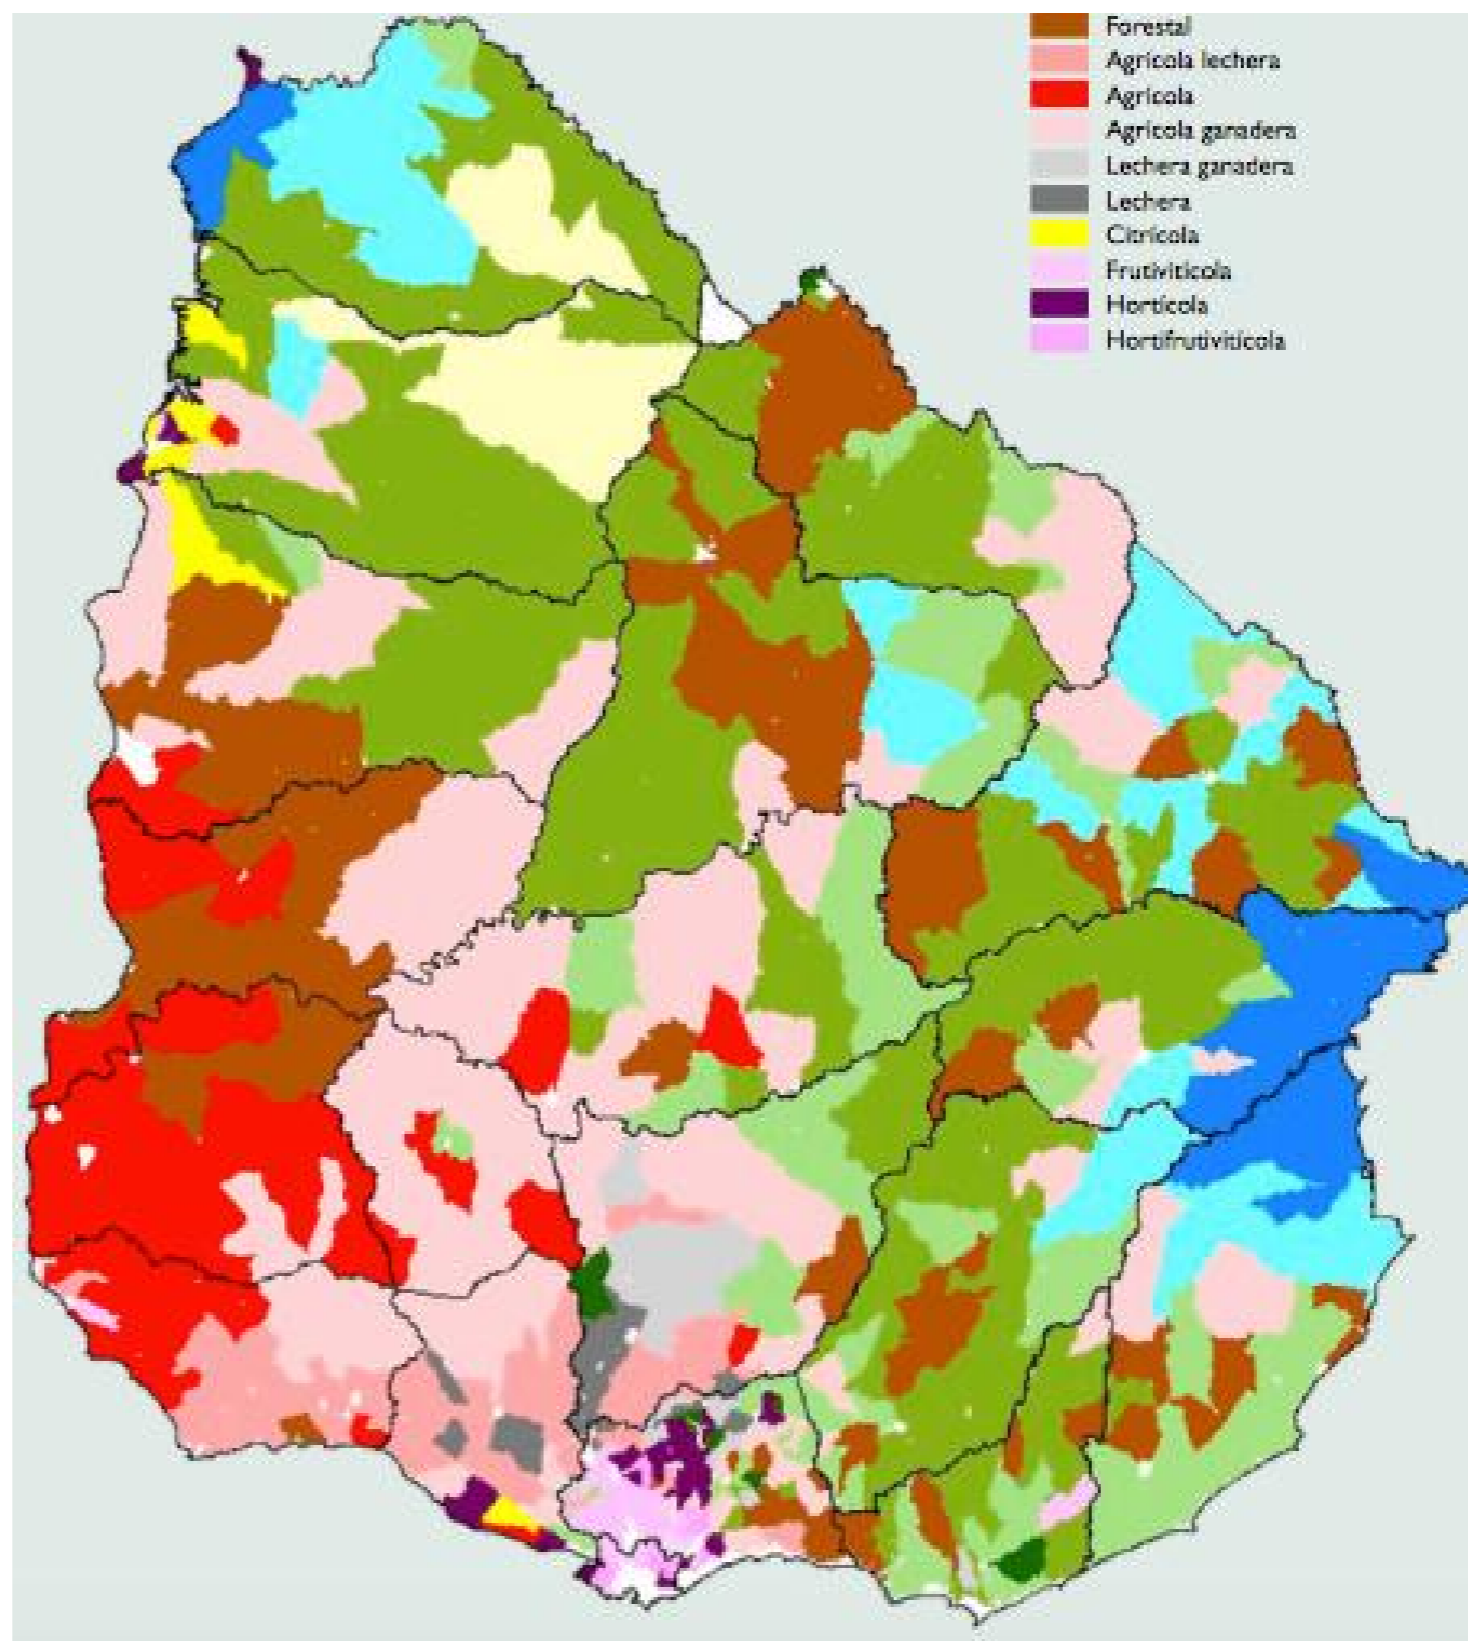 Forestal
Agrícola lechera
Agrícola
Agrícola ganadera
Lechera ganadera
Lechera
Citrícola
Frutivitícola
Hortícola
Hortifrutivitícola